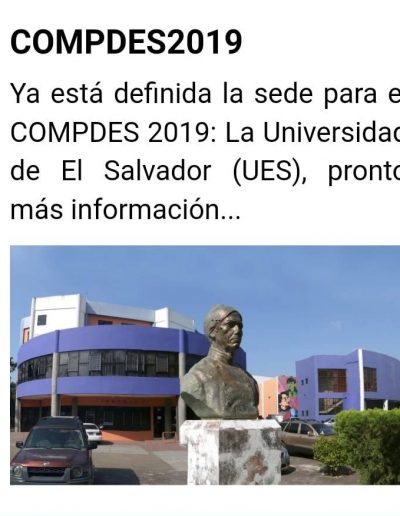 COMPDES2019
Ya está definida la sede para e
COMPDES 2019: La Universidad
de El Salvador (UES), pronto
más información...